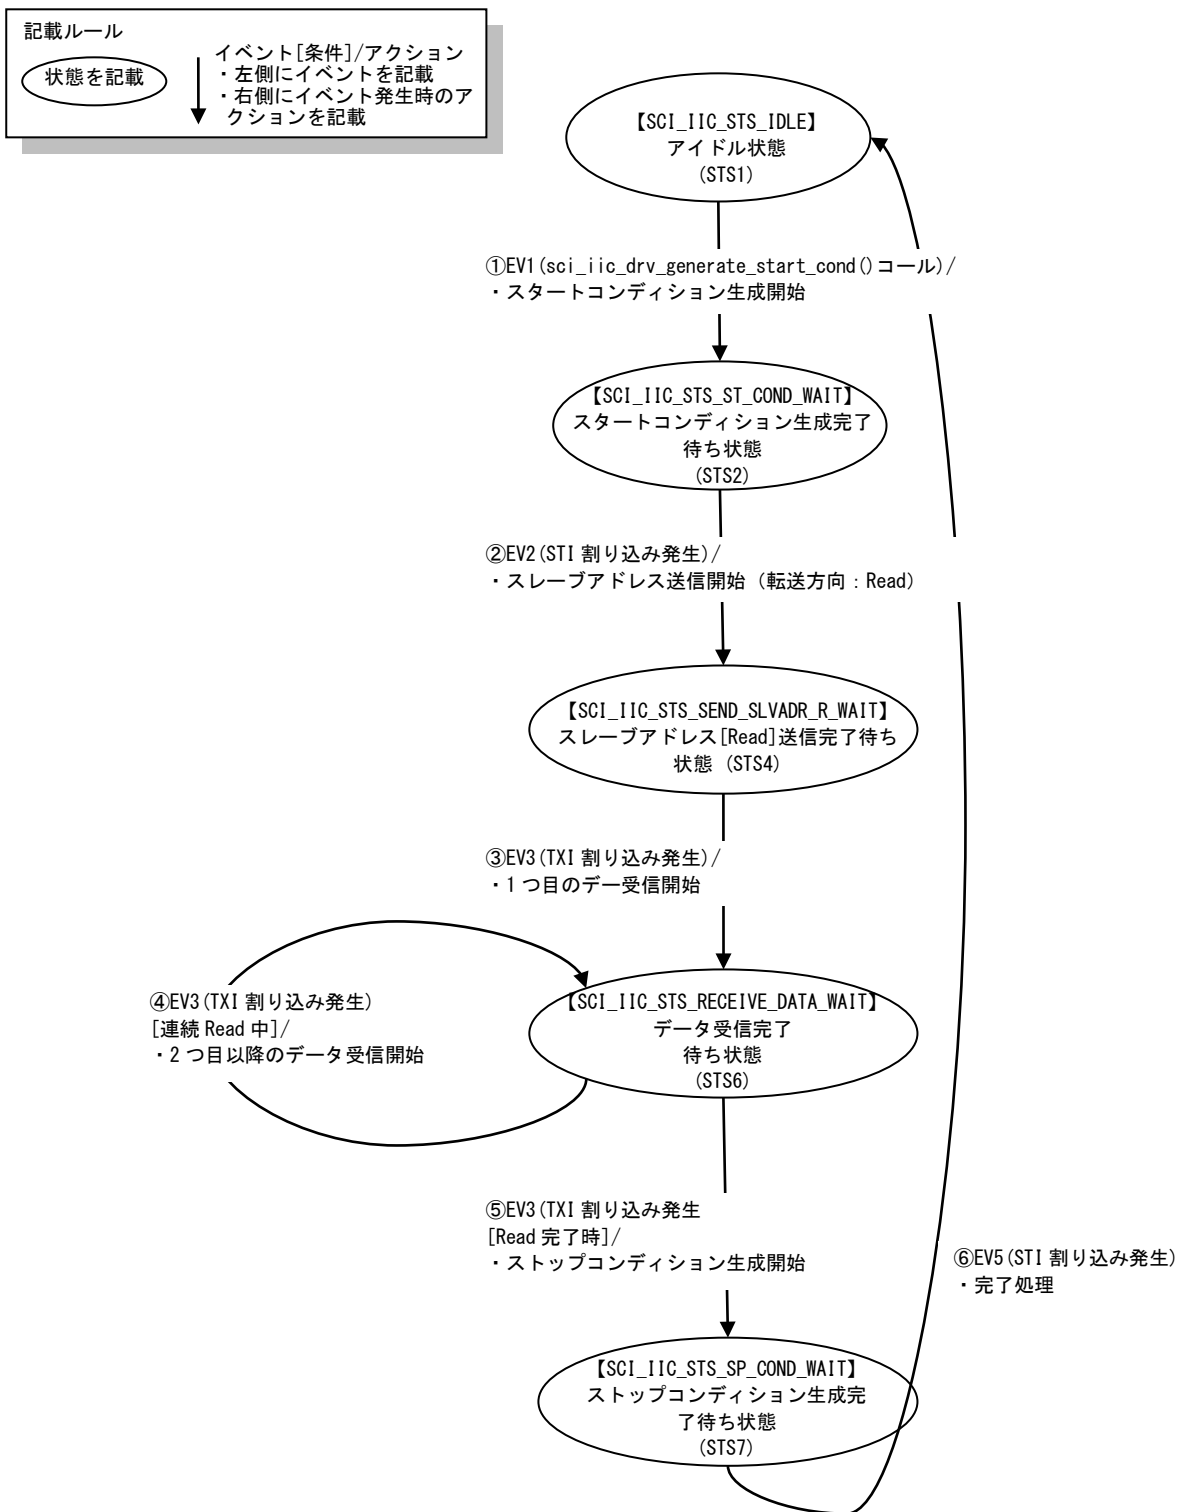 記載ルール
状態を記載
イベント[条件]/アクション
・左側にイベントを記載
・右側にイベント発生時のア
クションを記載
【SCI_IIC_STS_IDLE】
アイドル状態
(STS1)
①EV1(sci_iic_drv_generate_start_cond()コール)/
・スタートコンディション生成開始
【SCI_IIC_STS_ST_COND_WAIT】
スタートコンディション生成完了
待ち状態
(STS2)
②EV2(STI 割り込み発生)/
・スレーブアドレス送信開始（転送方向：Read）
【SCI_IIC_STS_SEND_SLVADR_R_WAIT】
スレーブアドレス[Read]送信完了待ち
状態 (STS4)
③EV3(TXI 割り込み発生)/
・1 つ目のデー受信開始
④EV3(TXI 割り込み発生)
[連続 Read 中]/
・2 つ目以降のデータ受信開始
【SCI_IIC_STS_RECEIVE_DATA_WAIT】
データ受信完了
待ち状態
(STS6)
⑤EV3(TXI 割り込み発生
[Read 完了時]/
・ストップコンディション生成開始
⑥EV5(STI 割り込み発生)
・完了処理
【SCI_IIC_STS_SP_COND_WAIT】
ストップコンディション生成完
了待ち状態
(STS7)